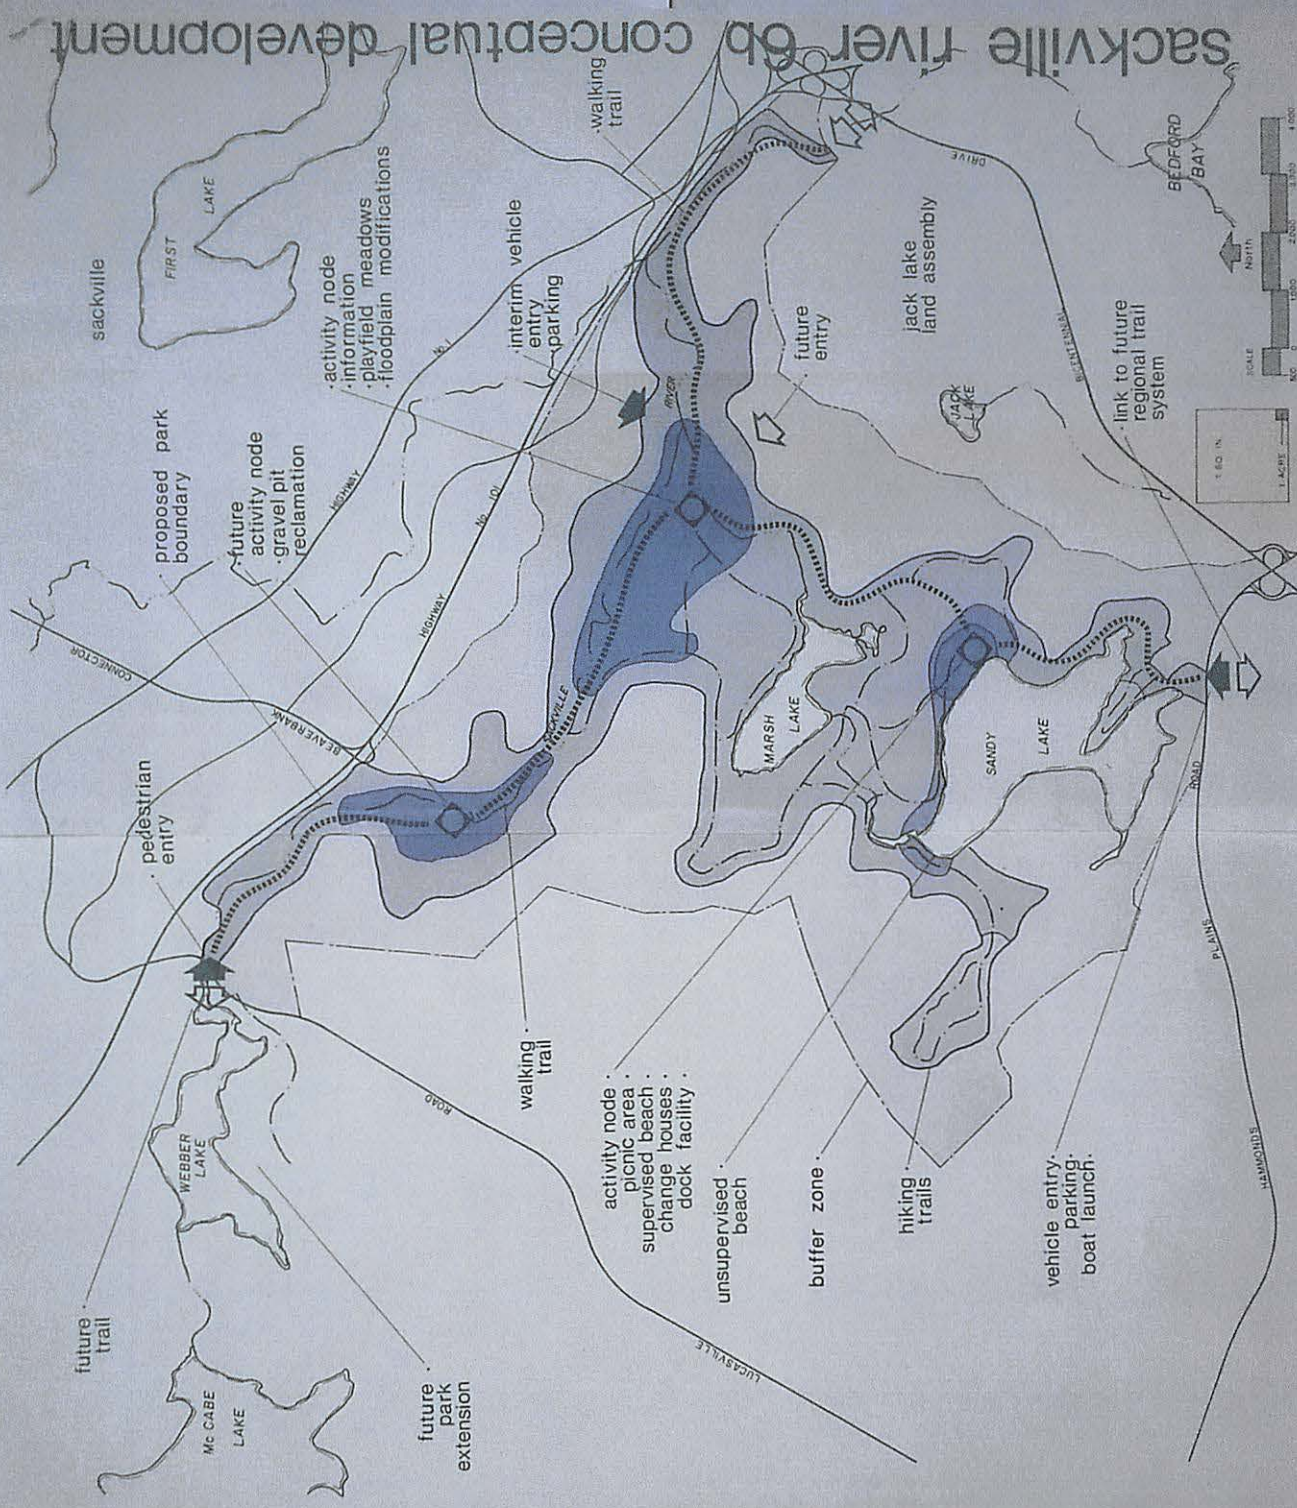 sackville river 6b conceptual development
sackville
FIRST
LAKE
·walking
trail
·activity node
·information
·playfield meadows
·floodplain modifications
·interim vehicle
entry
·parking
proposed park
boundary
·future
activity node
·gravel pit
reclamation
·future
entry
jack lake
land assembly
BEDFORD
BAY
DRIVE
BICENTENNIAL
JACK
LAKE
·link to future
regional trail
system
North
SCALE
1 SQ. IN.
1 ACRE
No. 1
HIGHWAY
No. 101
HIGHWAY
CONNECTOR
BEAVERBANK
RIVER
SACKVILLE
MARSH
LAKE
SANDY
LAKE
ROAD
PLAINS
HAMMONDS
·pedestrian
entry
walking·
trail
ROAD
LUCASVILLE
WEBBER
LAKE
future·
trail
Mc CABE
LAKE
future·
park
extension
activity node·
picnic area·
supervised beach·
change houses·
dock facility·
unsupervised·
beach
buffer zone·
hiking·
trails
vehicle entry·
parking·
boat launch·